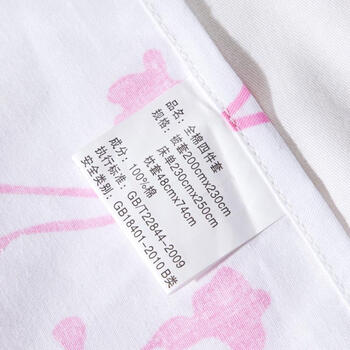 品名：全棉四件套
规格：被套200cmx230cm
床单230cmx250cm
枕套48cmx74cm
成分：100%棉
执行标准：GB/T22844-2009
安全类别：GB18401-2010 B类